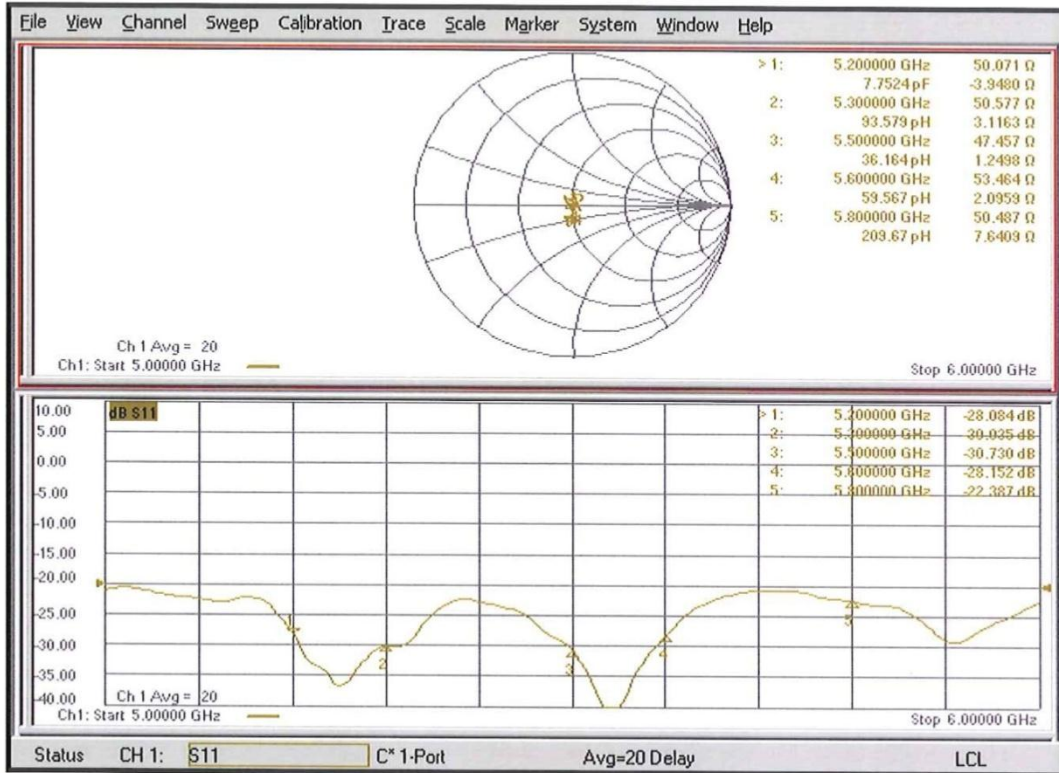 File View Channel Sweep Calibration Trace Scale Marker System Window Help
> 1: 5.200000 GHz 50.071 Ω
7.7524 pF -3.9480 Ω
2: 5.300000 GHz 50.577 Ω
93.579 pH 3.1163 Ω
3: 5.500000 GHz 47.457 Ω
36.164 pH 1.2498 Ω
4: 5.600000 GHz 53.464 Ω
59.567 pH 2.0959 Ω
5: 5.800000 GHz 50.487 Ω
209.67 pH 7.6409 Ω
Ch 1 Avg = 20
Ch1: Start 5.00000 GHz
Stop 6.00000 GHz
10.00
dB S11
5.00
0.00
-5.00
-10.00
-15.00
-20.00
-25.00
-30.00
-35.00
-40.00
> 1: 5.200000 GHz -28.084 dB
2: 5.300000 GHz -30.035 dB
3: 5.500000 GHz -30.730 dB
4: 5.600000 GHz -28.152 dB
5: 5.800000 GHz -22.387 dB
1
2
3
4
5
Ch 1 Avg = 20
Ch1: Start 5.00000 GHz
Stop 6.00000 GHz
Status CH 1: S11 C* 1-Port Avg=20 Delay LCL